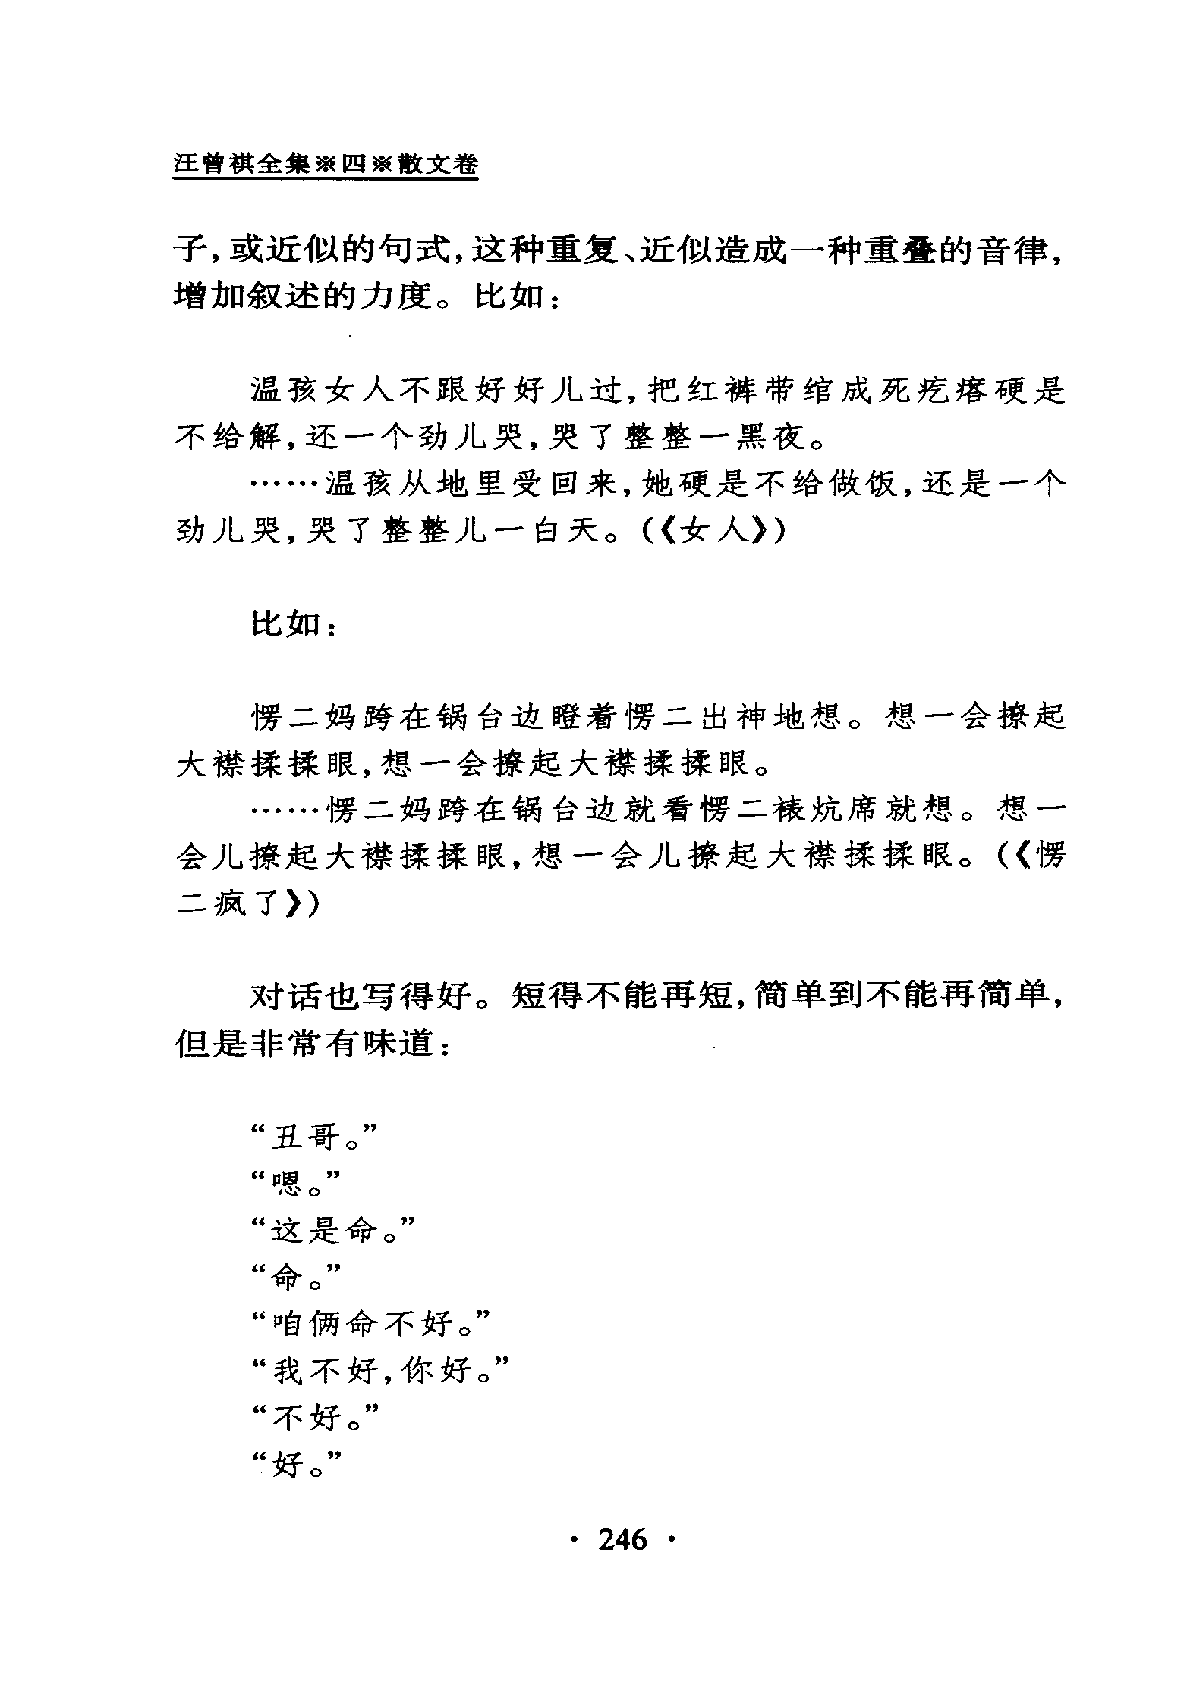 汪曾祺全集※四※散文卷
子,或近似的句式,这种重复、近似造成一种重叠的音律,
增加叙述的力度。比如:
温孩女人不跟好好儿过,把红裤带绾成死疙瘩硬是
不给解,还一个劲儿哭,哭了整整一黑夜。
……温孩从地里受回来,她硬是不给做饭,还是一个
劲儿哭,哭了整整儿一白天。(《女人》)
比如:
愣二妈跨在锅台边瞪着愣二出神地想。想一会撩起
大襟揉揉眼,想一会撩起大襟揉揉眼。
……愣二妈跨在锅台边就看愣二裱炕席就想。想一
会儿撩起大襟揉揉眼,想一会儿撩起大襟揉揉眼。(《愣
二疯了》)
对话也写得好。短得不能再短,简单到不能再简单,
但是非常有味道:
“丑哥。”
“嗯。”
“这是命。”
“命。”
“咱俩命不好。”
“我不好,你好。”
“不好。”
“好。”
· 246 ·